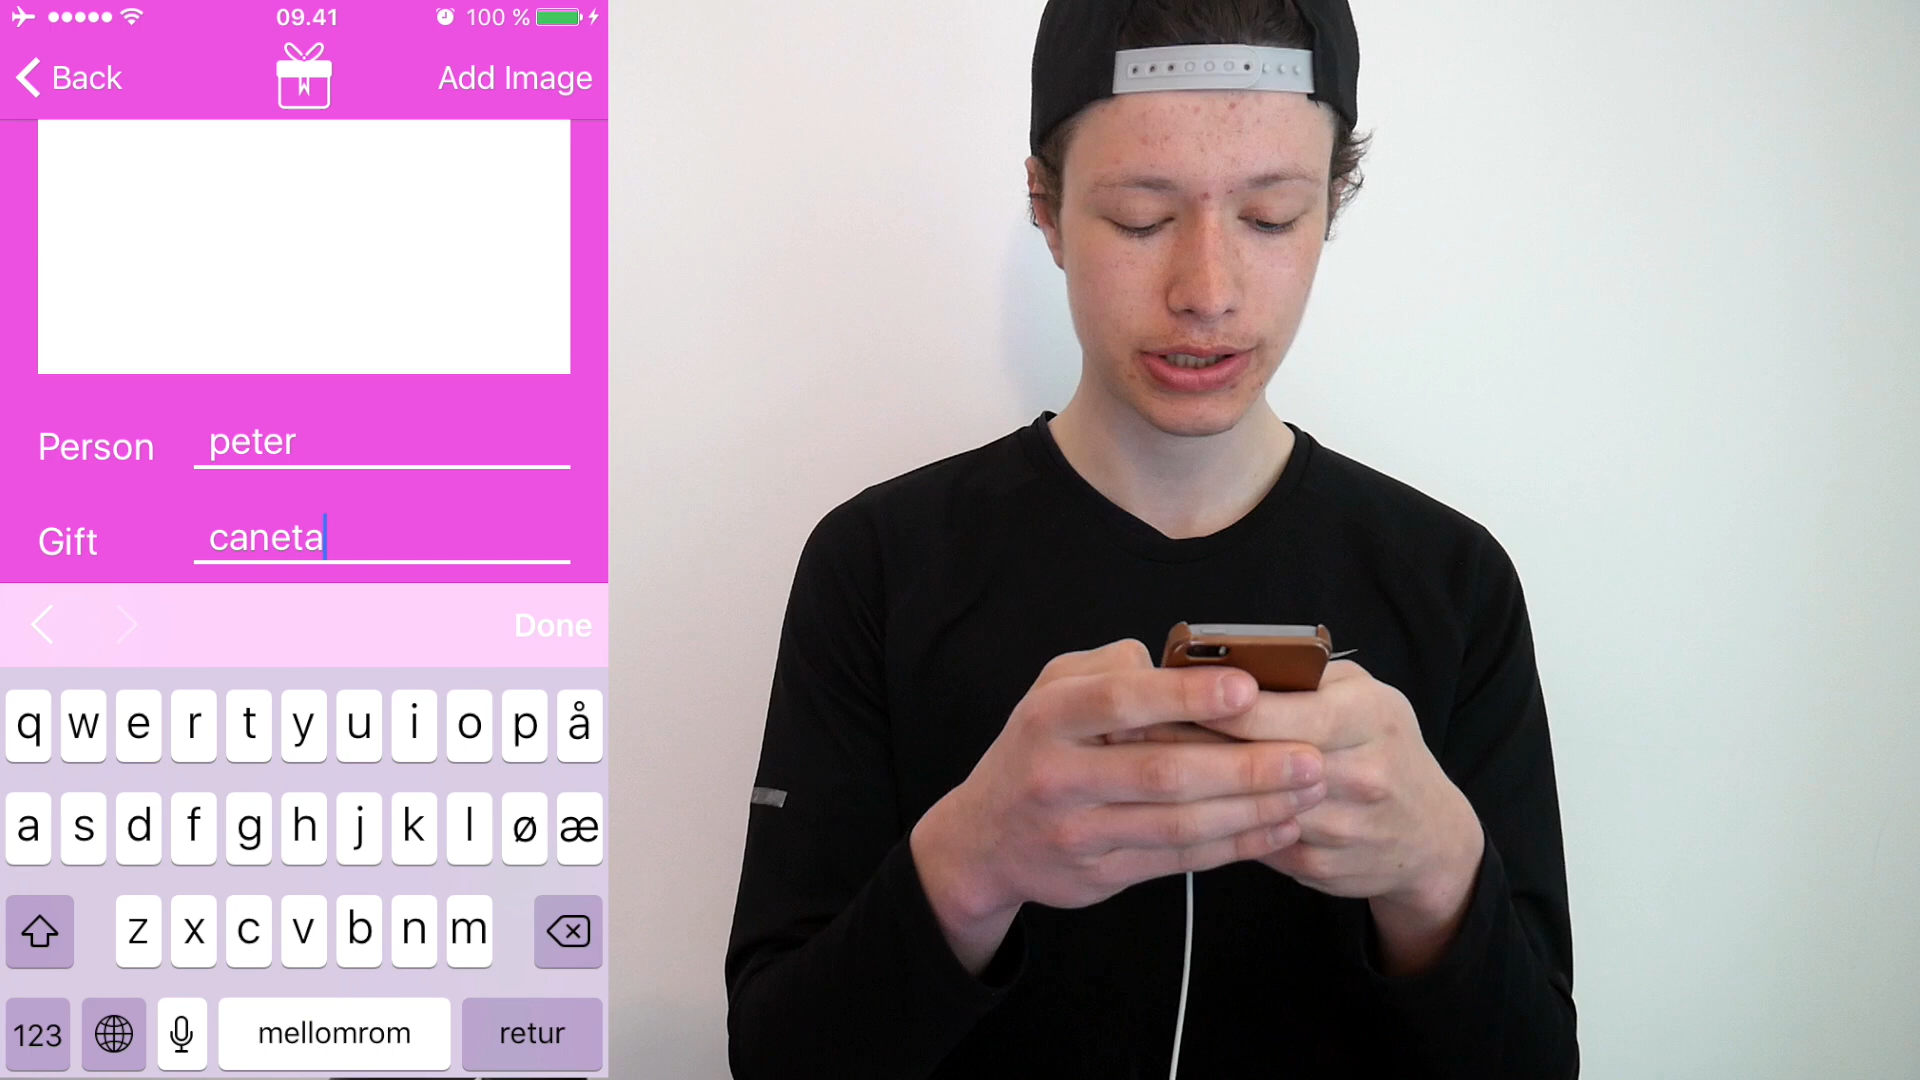 09.41
100 %
Back
Add Image
Person peter
Gift caneta
Done
q w e r t y u i o p å
a s d f g h j k l ø æ
z x c v b n m
123 mellomrom retur